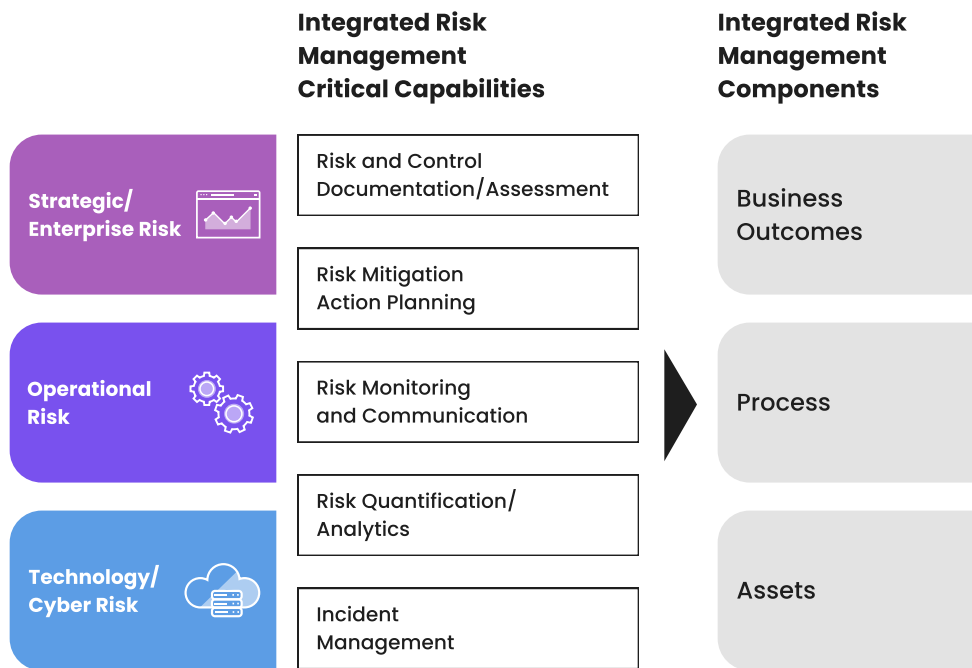 Integrated Risk
Management
Critical Capabilities
Integrated Risk
Management
Components
Strategic/
Enterprise Risk
Operational
Risk
Technology/
Cyber Risk
Risk and Control
Documentation/Assessment
Risk Mitigation
Action Planning
Risk Monitoring
and Communication
Risk Quantification/
Analytics
Incident
Management
Business
Outcomes
Process
Assets